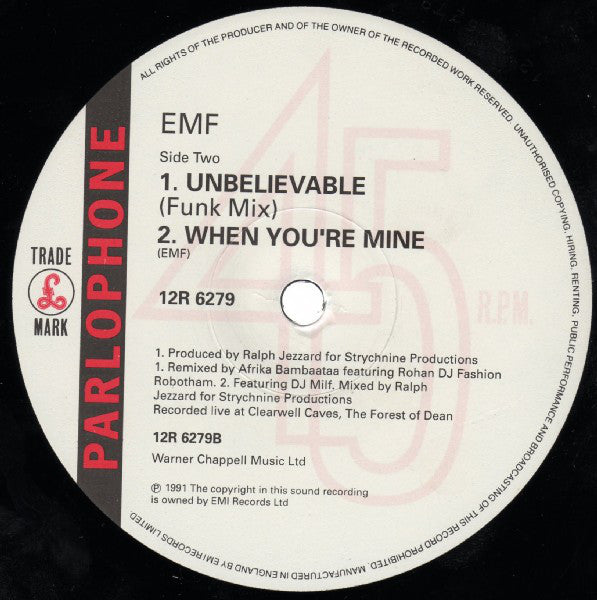 ALL RIGHTS OF THE PRODUCER AND OF THE OWNER OF THE RECORDED WORK RESERVED. UNAUTHORISED COPYING. HIRING. RENTING. PUBLIC PERFORMANCE AND BROADCASTING OF THIS RECORD PROHIBITED. MADE IN ENGLAND BY EMI RECORDS LIMITED
PARLOPHONE
TRADE
£
MARK
45
R.P.M.
EMF
Side Two
1. UNBELIEVABLE
(Funk Mix)
2. WHEN YOU'RE MINE
(EMF)
12R 6279
1. Produced by Ralph Jezzard for Strychnine Productions
1. Remixed by Afrika Bambaataa featuring Rohan DJ Fashion
Robotham. 2. Featuring DJ Milf. Mixed by Ralph
Jezzard for Strychnine Productions
Recorded live at Clearwell Caves, The Forest of Dean
12R 6279B
Warner Chappell Music Ltd
℗ 1991 The copyright in this sound recording
is owned by EMI Records Ltd